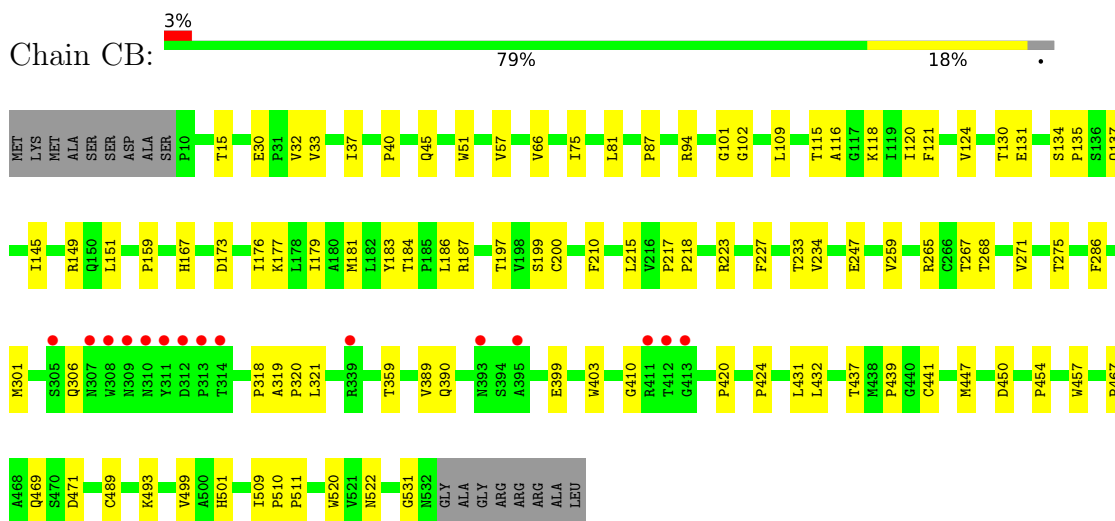 3%
Chain CB:
79% 18% •
MET LYS MET ALA SER SER ASP ALA SER P10 T15 E30 P31 V32 V33 I37 P40 Q45 W51 V57 V66 I75 L81 P87 R94 G101 G102 L109 T115 A116 G117 K118 I119 I120 F121 V124 T130 E131 S134 P135 S136
I145 R149 Q150 L151 P159 H167 D173 I176 K177 L178 I179 A180 M181 L182 Y183 T184 P185 L186 R187 T197 V198 S199 C200 F210 L215 V216 P217 P218 R223 F227 T233 V234 E247 V259 R265 C266 T267 T268 V271 T275 F286
M301 S305 Q306 N307 W308 N309 N310 Y311 D312 P313 T314 P318 A319 P320 L321 R339 T359 V389 Q390 N393 S394 A395 E399 W403 G410 R411 T412 G413 P420 P424 L431 L432 T437 M438 P439 G440 C441 M447 D450 P454 W457
A468 Q469 S470 D471 C489 K493 V499 A500 H501 I509 P510 P511 W520 V521 N522 G531 N532 GLY ALA GLY ARG ARG ARG ALA LEU